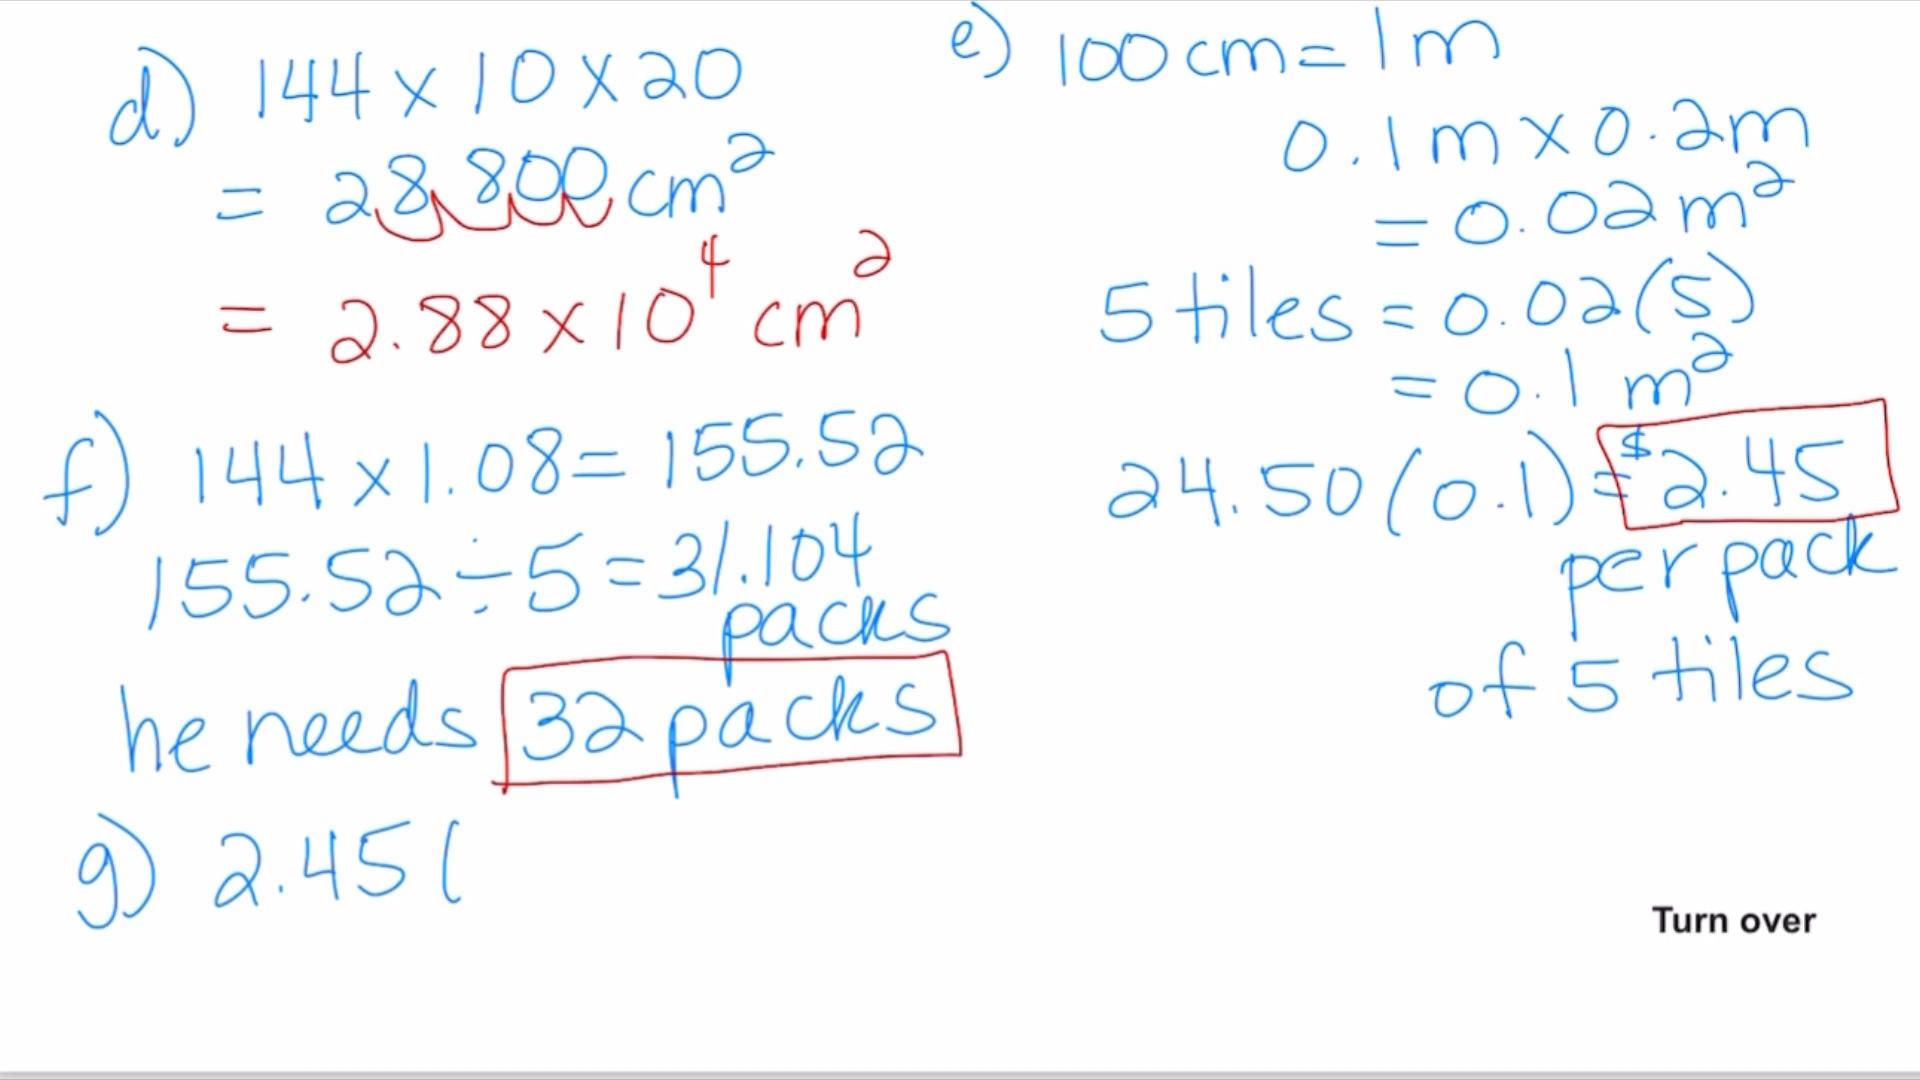 d) 144 x 10 x 20
= 28 800 cm²
= 2.88 x 10⁴ cm²
e) 100 cm = 1 m
0.1 m x 0.2 m
= 0.02 m²
5 tiles = 0.02 (5)
= 0.1 m²
24.50 (0.1) = $2.45
per pack
of 5 tiles
f) 144 x 1.08 = 155.52
155.52 ÷ 5 = 31.104
packs
he needs 32 packs
g) 2.45 (
Turn over